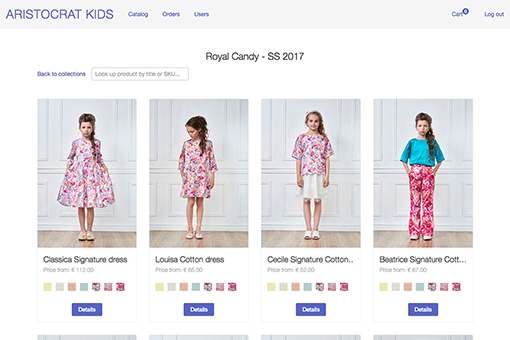 ARISTOCRAT KIDS Catalog Orders Users Cart 0 Log out
Royal Candy - SS 2017
Back to collections Look up product by title or SKU...
Classica Signature dress
Price from: € 112.00
Details
Louisa Cotton dress
Price from: € 85.00
Details
Cecile Signature Cotton...
Price from: € 52.00
Details
Beatrice Signature Cott...
Price from: € 87.00
Details